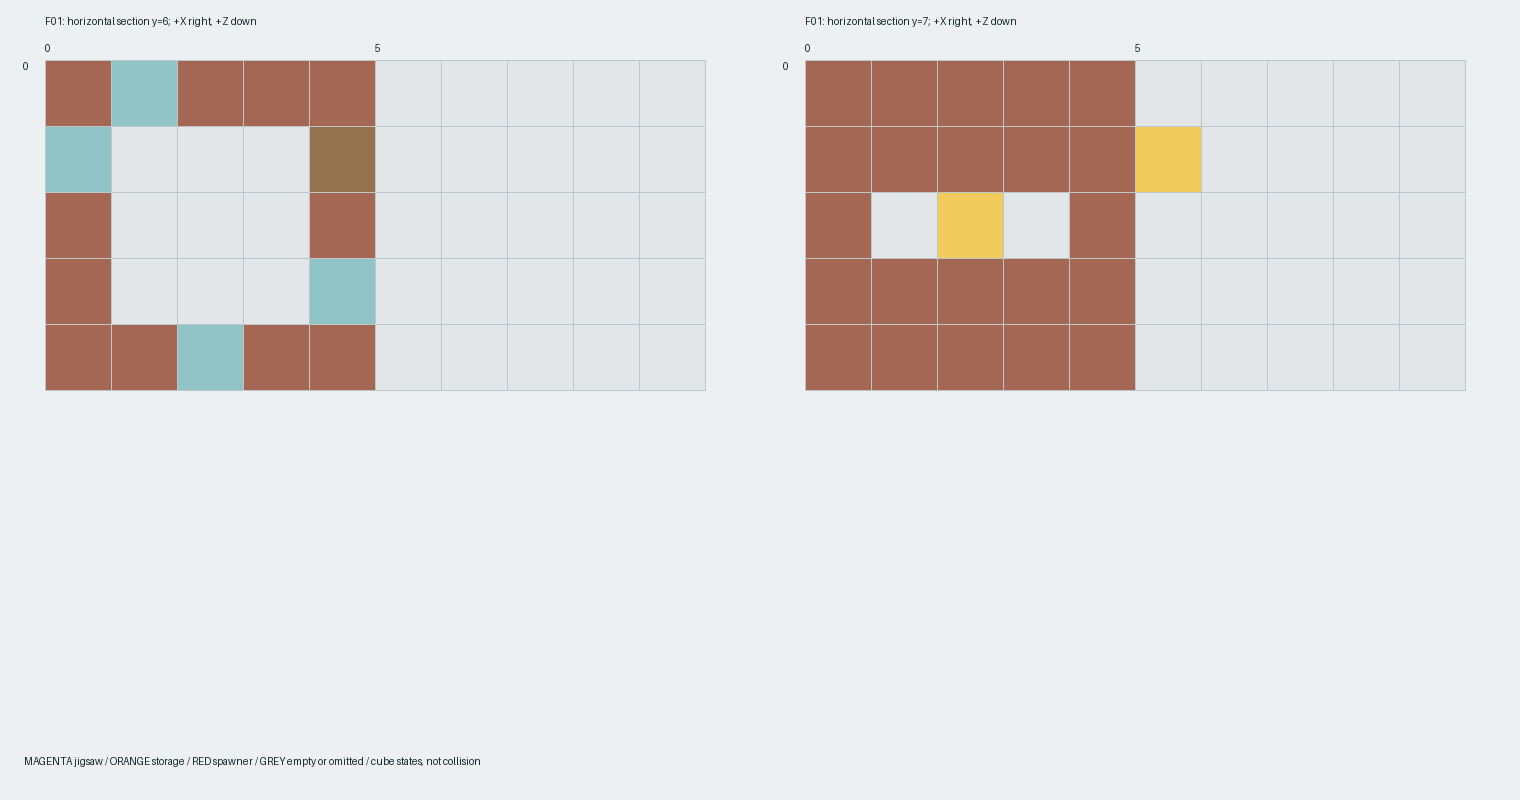 F01: horizontal section y=6; +X right, +Z down
F01: horizontal section y=7; +X right, +Z down
0 5
0 5
0
0
MAGENTA jigsaw / ORANGE storage / RED spawner / GREY empty or omitted / cube states, not collision